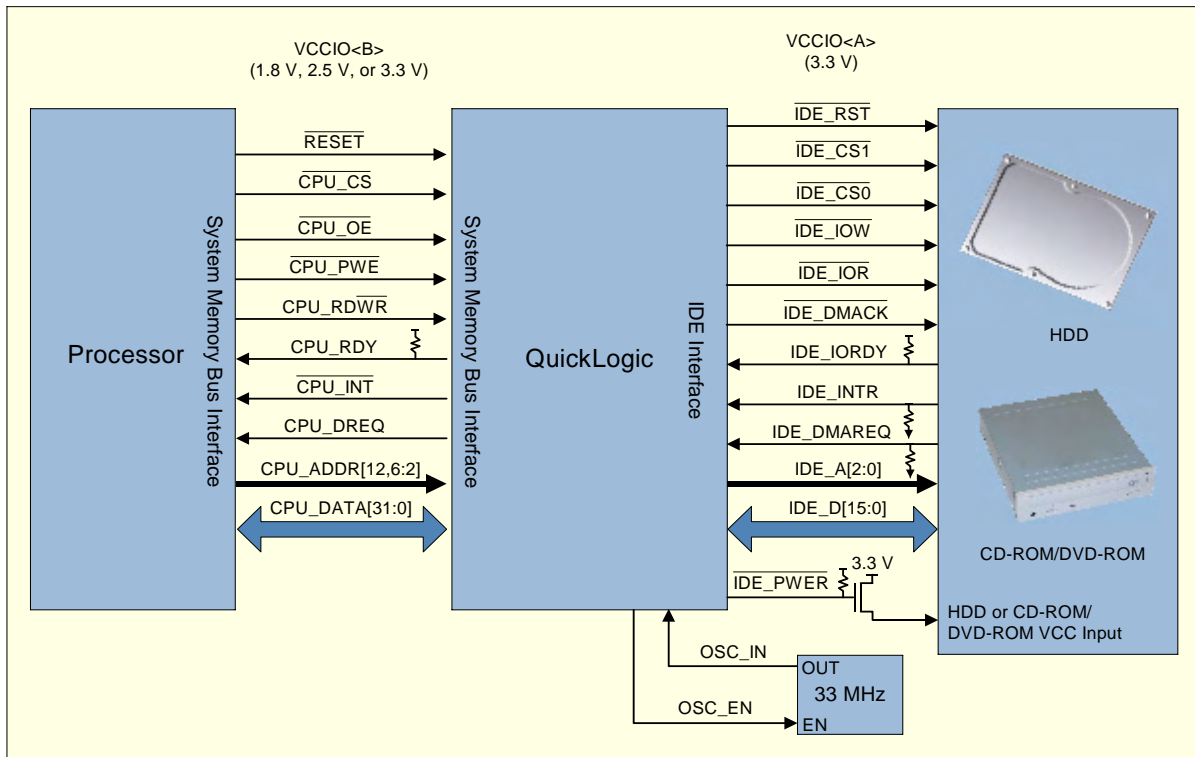 VCCIO<B>
(1.8 V, 2.5 V, or 3.3 V)
VCCIO<A>
(3.3 V)
Processor
System Memory Bus Interface
RESET
CPU_CS
CPU_OE
CPU_PWE
CPU_RDWR
CPU_RDY
CPU_INT
CPU_DREQ
CPU_ADDR[12,6:2]
CPU_DATA[31:0]
System Memory Bus Interface
QuickLogic
IDE Interface
IDE_RST
IDE_CS1
IDE_CS0
IDE_IOW
IDE_IOR
IDE_DMACK
IDE_IORDY
IDE_INTR
IDE_DMAREQ
IDE_A[2:0]
IDE_D[15:0]
IDE_PWER
3.3 V
HDD
CD-ROM/DVD-ROM
HDD or CD-ROM/
DVD-ROM VCC Input
OSC_IN
OSC_EN
OUT
33 MHz
EN